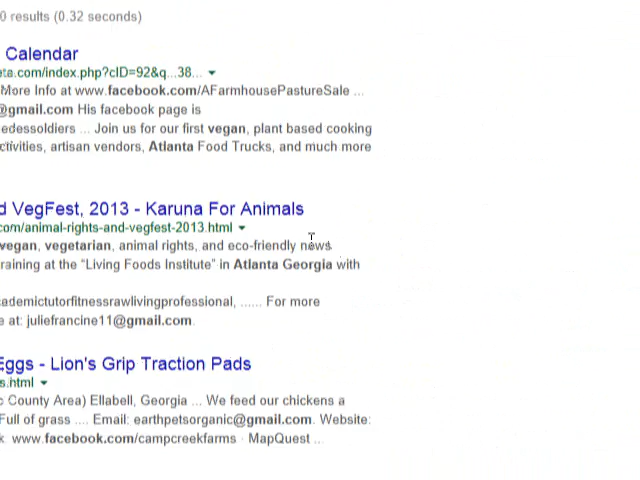 0 results (0.32 seconds)
Calendar
eta.com/index.php?cID=92&q...38...
More Info at www.facebook.com/AFarmhousePastureSale ...
@gmail.com His facebook page is
edessoldiers ... Join us for our first vegan, plant based cooking
ctivities, artisan vendors, Atlanta Food Trucks, and much more
d VegFest, 2013 - Karuna For Animals
com/animal-rights-and-vegfest-2013.html
vegan, vegetarian, animal rights, and eco-friendly news
raining at the "Living Foods Institute" in Atlanta Georgia with
ademictutorfitnessrawlivingprofessional, ...... For more
e at: juliefrancine11@gmail.com.
Eggs - Lion's Grip Traction Pads
s.html
County Area) Ellabell, Georgia ... We feed our chickens a
Full of grass .... Email: earthpetsorganic@gmail.com. Website:
k www.facebook.com/campcreekfarms · MapQuest ...